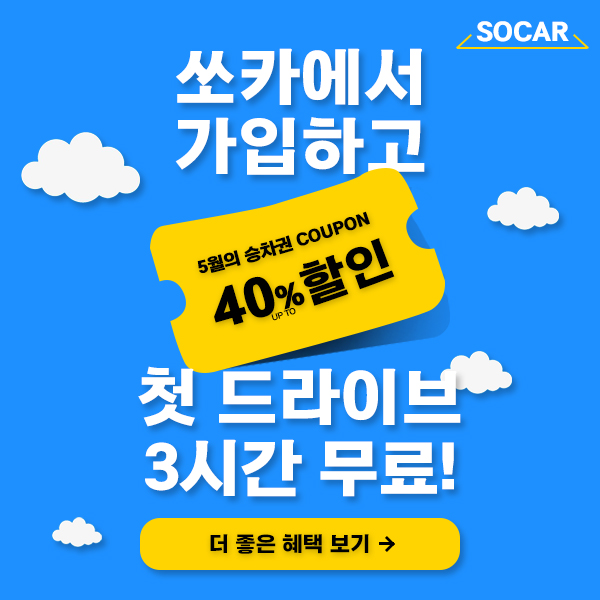 SOCAR
쏘카에서
가입하고
5월의 승차권 COUPON
40% 할인
UP TO
첫 드라이브
3시간 무료!
더 좋은 혜택 보기 →